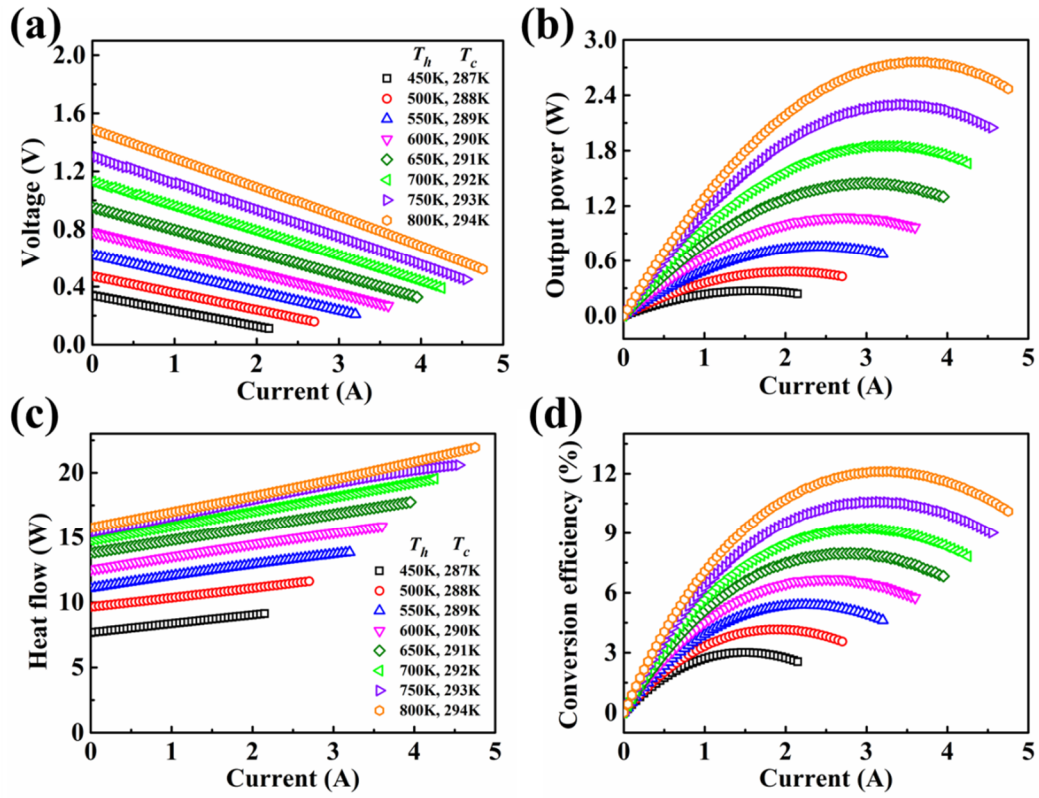 (a)
2.0
1.6
1.2
0.8
0.4
0.0
Voltage (V)
0 1 2 3 4 5
Current (A)
Th Tc
450K, 287K
500K, 288K
550K, 289K
600K, 290K
650K, 291K
700K, 292K
750K, 293K
800K, 294K
(b)
3.0
2.4
1.8
1.2
0.6
0.0
Output power (W)
0 1 2 3 4 5
Current (A)
(c)
20
15
10
5
0
Heat flow (W)
0 1 2 3 4 5
Current (A)
Th Tc
450K, 287K
500K, 288K
550K, 289K
600K, 290K
650K, 291K
700K, 292K
750K, 293K
800K, 294K
(d)
12
9
6
3
0
Conversion efficiency (%)
0 1 2 3 4 5
Current (A)